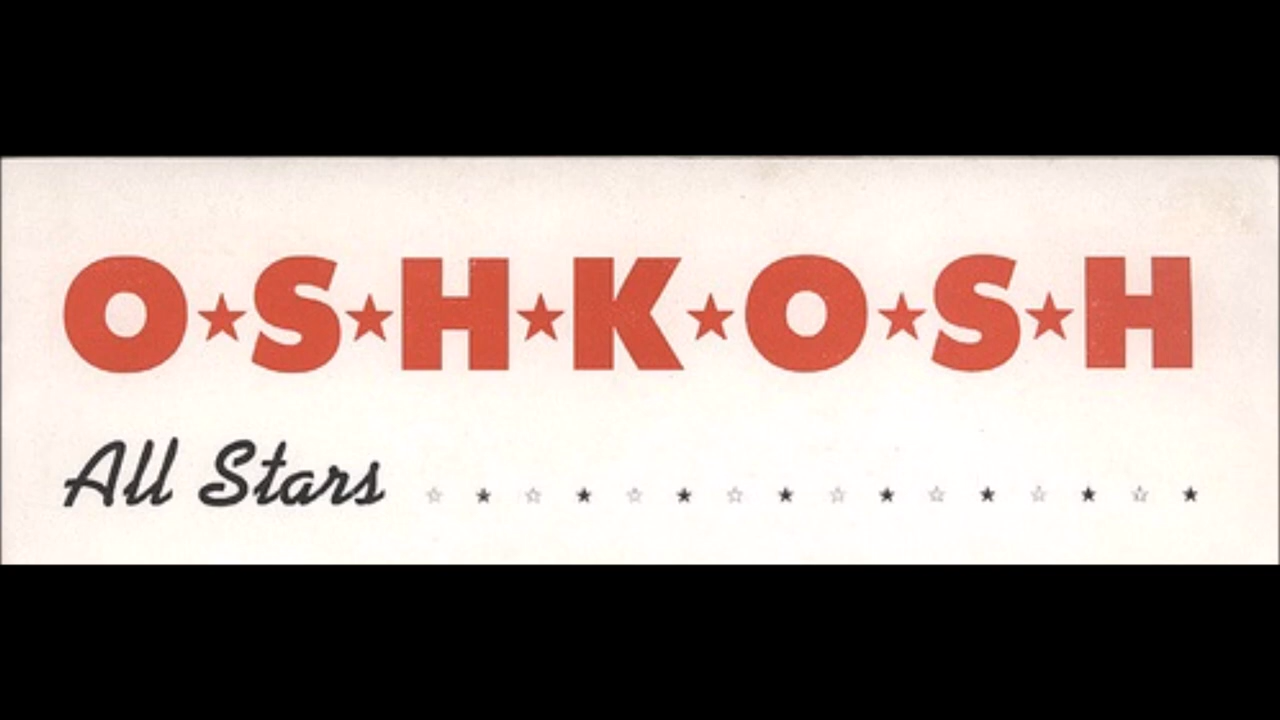 O★S★H★K★O★S★H
All Stars ☆ ★ ☆ ★ ☆ ★ ☆ ★ ☆ ★ ☆ ★ ☆ ★ ☆ ★